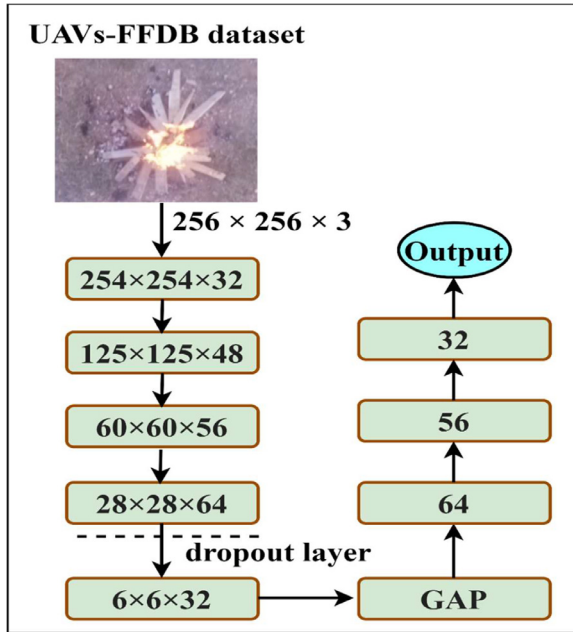 UAVs-FFDB dataset
256 × 256 × 3
254×254×32
125×125×48
60×60×56
28×28×64
dropout layer
6×6×32
GAP
64
56
32
Output